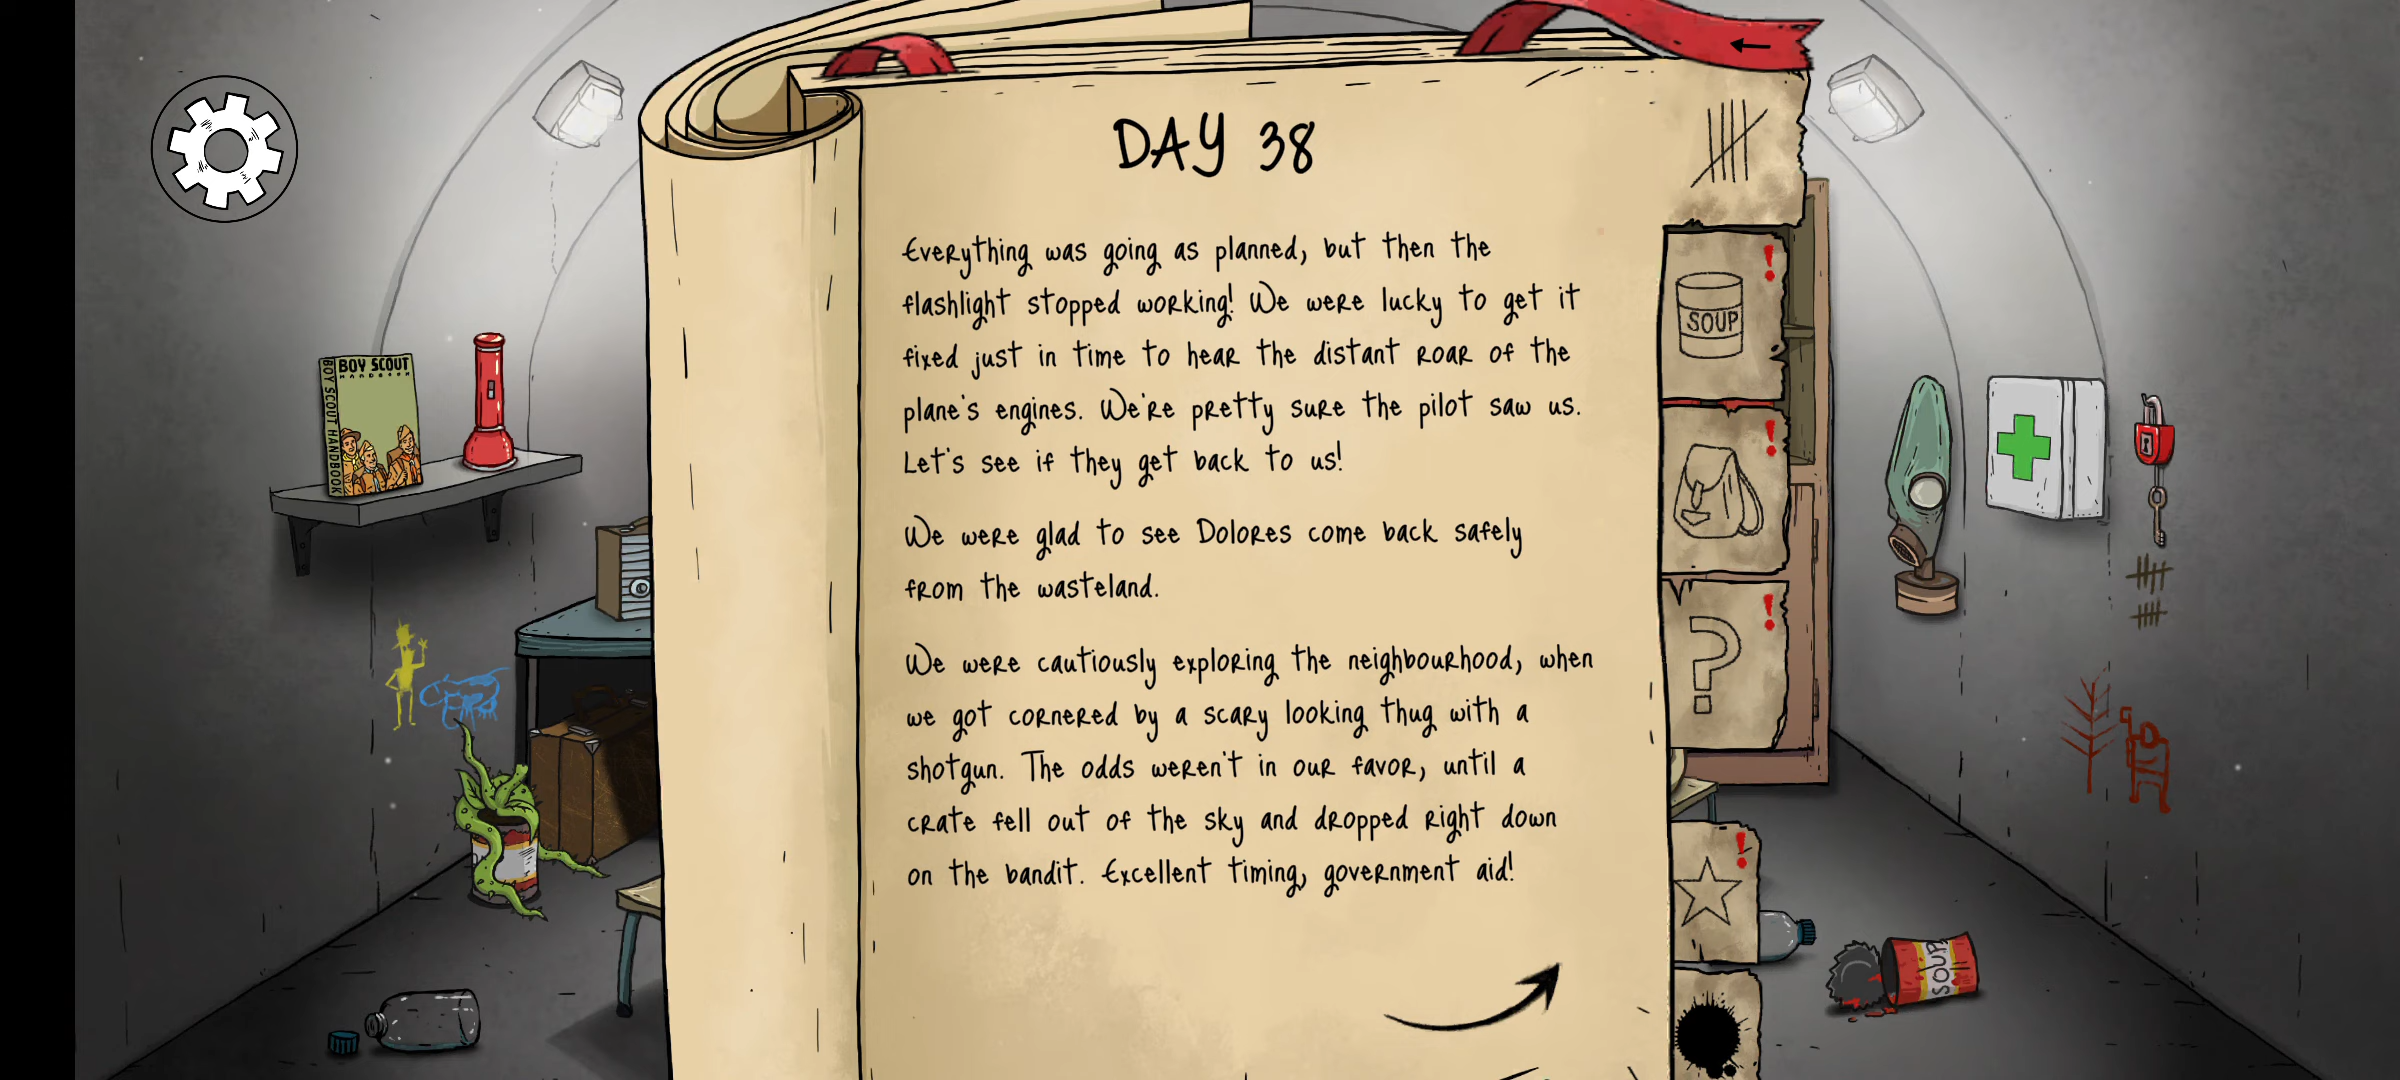 DAY 38
Everything was going as planned, but then the
flashlight stopped working! We were lucky to get it
fixed just in time to hear the distant roar of the
plane's engines. We're pretty sure the pilot saw us.
Let's see if they get back to us!
We were glad to see Dolores come back safely
from the wasteland.
We were cautiously exploring the neighbourhood, when
we got cornered by a scary looking thug with a
shotgun. The odds weren't in our favor, until a
crate fell out of the sky and dropped right down
on the bandit. Excellent timing, government aid!
BOY SCOUT
HANDBOOK
BOY SCOUT HANDBOOK
!
SOUP
!
!
?
!
SOUP